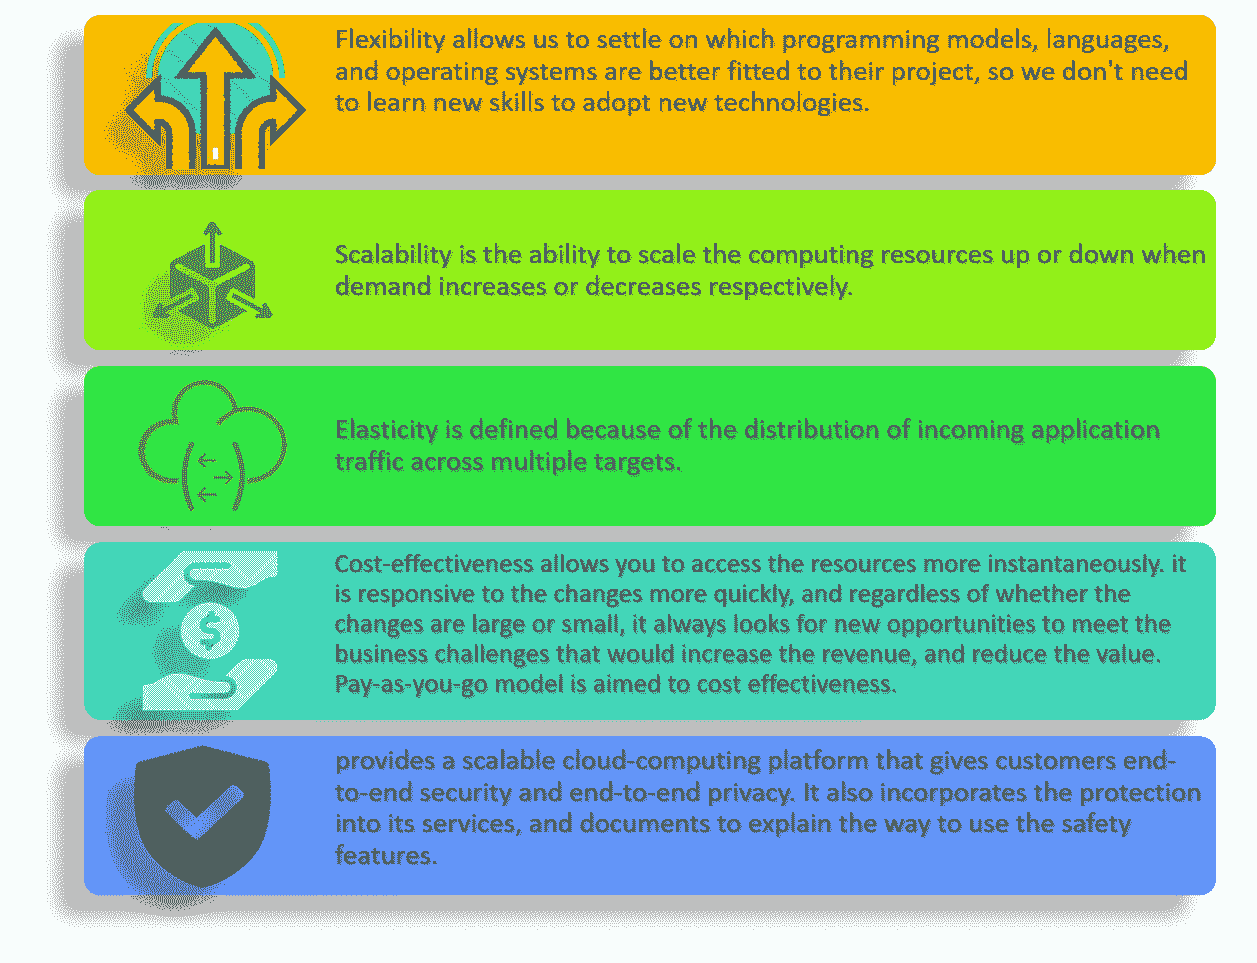 Flexibility allows us to settle on which programming models, languages,
and operating systems are better fitted to their project, so we don't need
to learn new skills to adopt new technologies.
Scalability is the ability to scale the computing resources up or down when
demand increases or decreases respectively.
Elasticity is defined because of the distribution of incoming application
traffic across multiple targets.
Cost-effectiveness allows you to access the resources more instantaneously. it
is responsive to the changes more quickly, and regardless of whether the
changes are large or small, it always looks for new opportunities to meet the
business challenges that would increase the revenue, and reduce the value.
Pay-as-you-go model is aimed to cost effectiveness.
provides a scalable cloud-computing platform that gives customers end-
to-end security and end-to-end privacy. It also incorporates the protection
into its services, and documents to explain the way to use the safety
features.